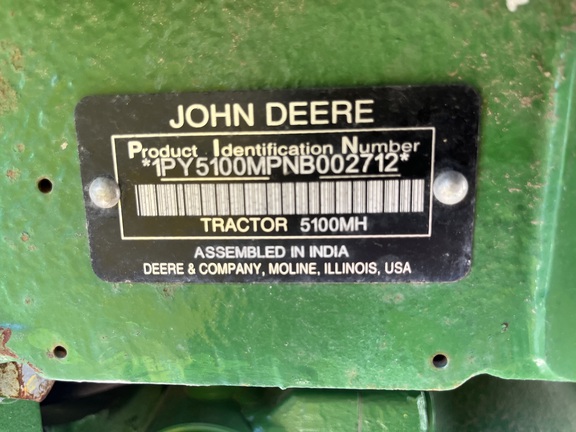 JOHN DEERE
Product Identification Number
*1PY5100MPNB002712*
TRACTOR 5100MH
ASSEMBLED IN INDIA
DEERE & COMPANY, MOLINE, ILLINOIS, USA